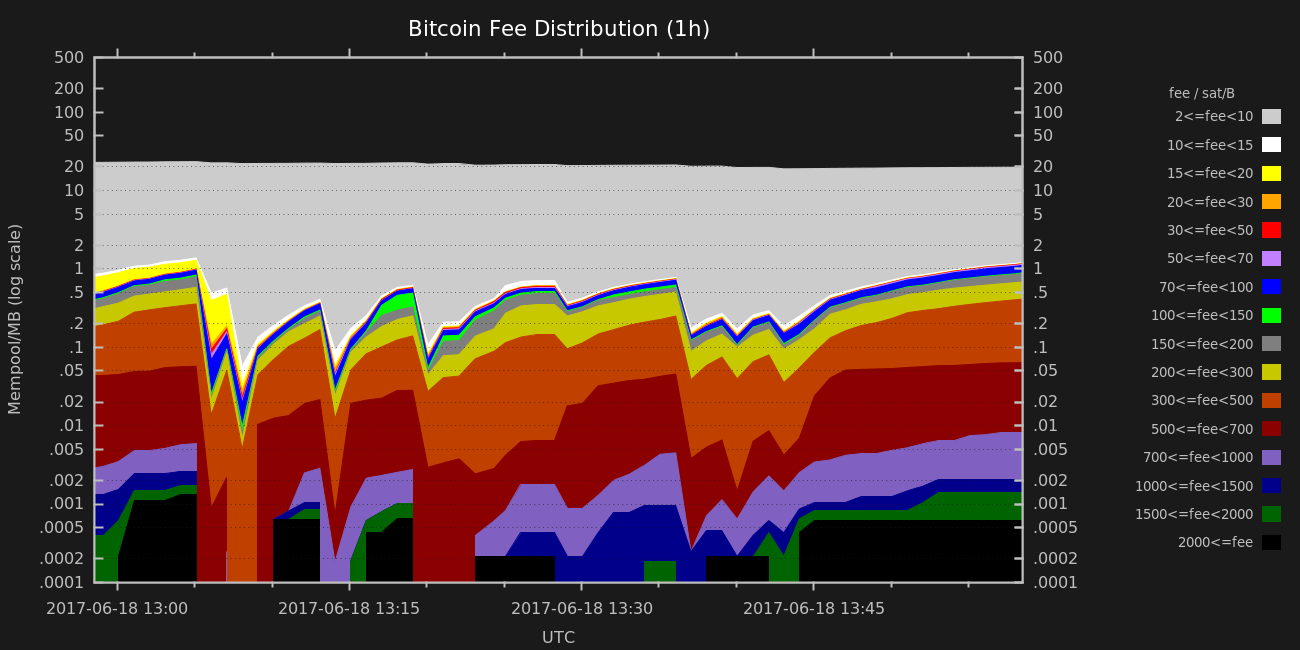 Bitcoin Fee Distribution (1h)
Mempool/MB (log scale)
500
200
100
50
20
10
5
2
1
.5
.2
.1
.05
.02
.01
.005
.002
.001
.0005
.0002
.0001
500
200
100
50
20
10
5
2
1
.5
.2
.1
.05
.02
.01
.005
.002
.001
.0005
.0002
.0001
2017-06-18 13:00
2017-06-18 13:15
2017-06-18 13:30
2017-06-18 13:45
UTC
fee / sat/B
2<=fee<10
10<=fee<15
15<=fee<20
20<=fee<30
30<=fee<50
50<=fee<70
70<=fee<100
100<=fee<150
150<=fee<200
200<=fee<300
300<=fee<500
500<=fee<700
700<=fee<1000
1000<=fee<1500
1500<=fee<2000
2000<=fee